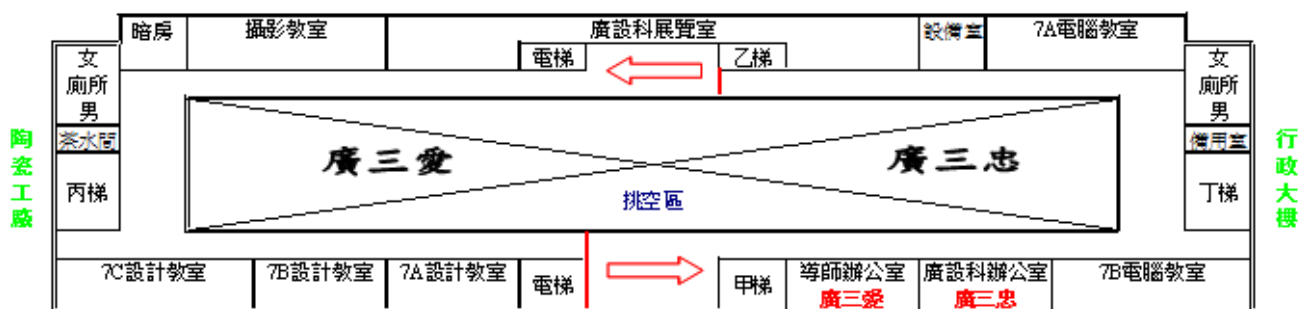 暗房
攝影教室
廣設科展覽室
設備室
7A電腦教室
電梯
乙梯
女
廁所
男
茶水間
丙梯
陶瓷工廠
廣三愛
廣三忠
挑空區
女
廁所
男
備用室
丁梯
行政大樓
7C設計教室
7B設計教室
7A設計教室
電梯
甲梯
導師辦公室
廣三愛
廣設科辦公室
廣三忠
7B電腦教室